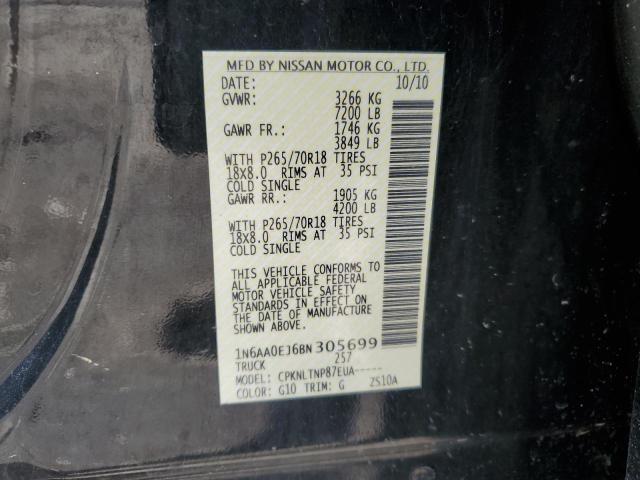 MFD BY NISSAN MOTOR CO., LTD.
DATE: 10/10
GVWR: 3266 KG
7200 LB
GAWR FR.: 1746 KG
3849 LB
WITH P265/70R18 TIRES
18X8.0 RIMS AT 35 PSI
COLD SINGLE
GAWR RR.: 1905 KG
4200 LB
WITH P265/70R18 TIRES
18X8.0 RIMS AT 35 PSI
COLD SINGLE
THIS VEHICLE CONFORMS TO
ALL APPLICABLE FEDERAL
MOTOR VEHICLE SAFETY
STANDARDS IN EFFECT ON
THE DATE OF MANUFACTURE
SHOWN ABOVE.
1N6AA0EJ6BN305699
TRUCK 257
MODEL: CPKNLTNP87EUA-----
COLOR: G10 TRIM: G ZS10A